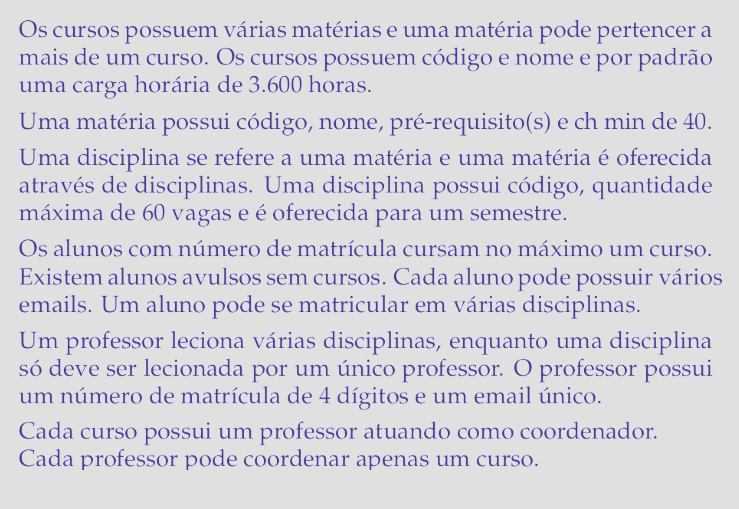 Os cursos possuem várias matérias e uma matéria pode pertencer a
mais de um curso. Os cursos possuem código e nome e por padrão
uma carga horária de 3.600 horas.
Uma matéria possui código, nome, pré-requisito(s) e ch min de 40.
Uma disciplina se refere a uma matéria e uma matéria é oferecida
através de disciplinas. Uma disciplina possui código, quantidade
máxima de 60 vagas e é oferecida para um semestre.
Os alunos com número de matrícula cursam no máximo um curso.
Existem alunos avulsos sem cursos. Cada aluno pode possuir vários
emails. Um aluno pode se matricular em várias disciplinas.
Um professor leciona várias disciplinas, enquanto uma disciplina
só deve ser lecionada por um único professor. O professor possui
um número de matrícula de 4 dígitos e um email único.
Cada curso possui um professor atuando como coordenador.
Cada professor pode coordenar apenas um curso.